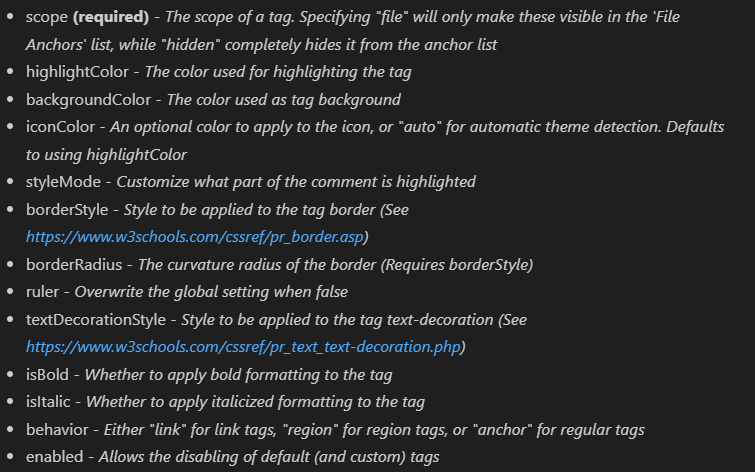 • scope (required) - The scope of a tag. Specifying "file" will only make these visible in the 'File
Anchors' list, while "hidden" completely hides it from the anchor list
• highlightColor - The color used for highlighting the tag
• backgroundColor - The color used as tag background
• iconColor - An optional color to apply to the icon, or "auto" for automatic theme detection. Defaults
to using highlightColor
• styleMode - Customize what part of the comment is highlighted
• borderStyle - Style to be applied to the tag border (See
https://www.w3schools.com/cssref/pr_border.asp)
• borderRadius - The curvature radius of the border (Requires borderStyle)
• ruler - Overwrite the global setting when false
• textDecorationStyle - Style to be applied to the tag text-decoration (See
https://www.w3schools.com/cssref/pr_text_text-decoration.php)
• isBold - Whether to apply bold formatting to the tag
• isItalic - Whether to apply italicized formatting to the tag
• behavior - Either "link" for link tags, "region" for region tags, or "anchor" for regular tags
• enabled - Allows the disabling of default (and custom) tags